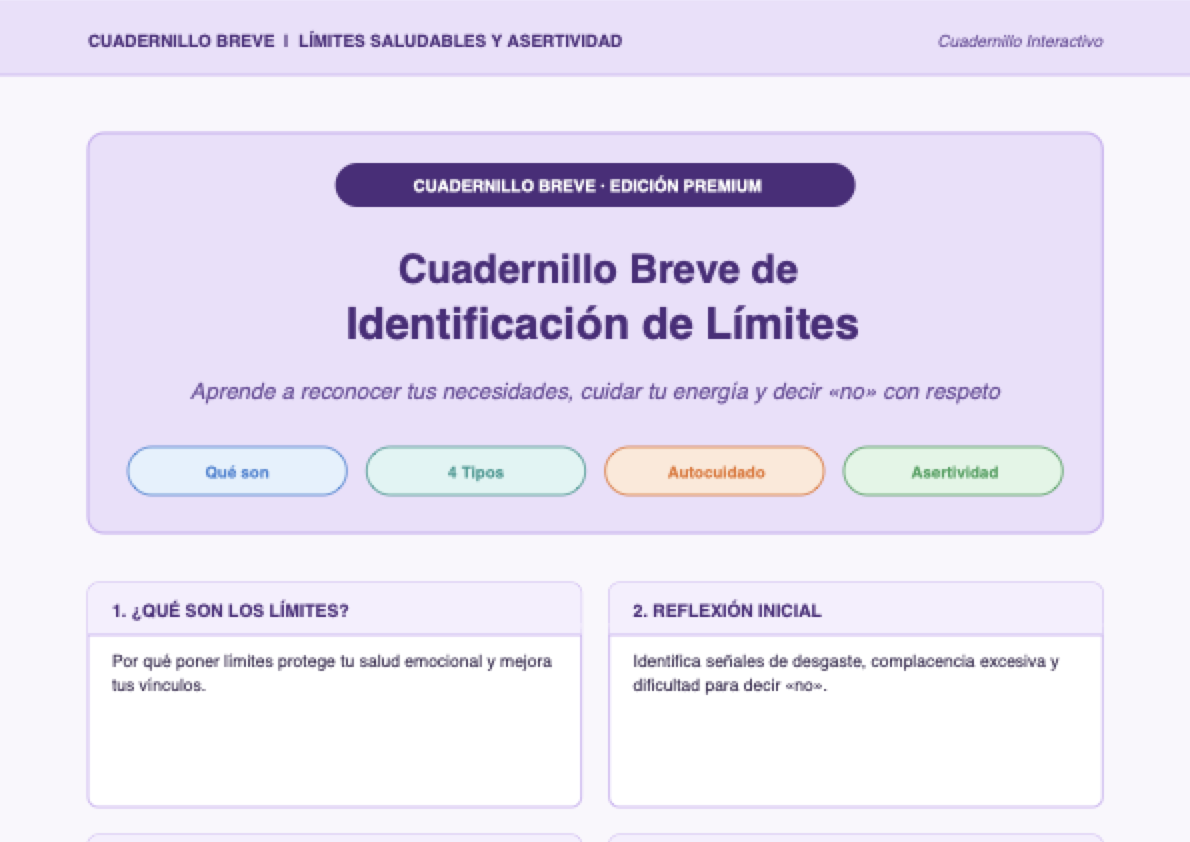 CUADERNILLO BREVE | LÍMITES SALUDABLES Y ASERTIVIDAD
Cuadernillo Interactivo
CUADERNILLO BREVE · EDICIÓN PREMIUM
Cuadernillo Breve de
Identificación de Límites
Aprende a reconocer tus necesidades, cuidar tu energía y decir «no» con respeto
Qué son
4 Tipos
Autocuidado
Asertividad
1. ¿QUÉ SON LOS LÍMITES?
Por qué poner límites protege tu salud emocional y mejora
tus vínculos.
2. REFLEXIÓN INICIAL
Identifica señales de desgaste, complacencia excesiva y
dificultad para decir «no».